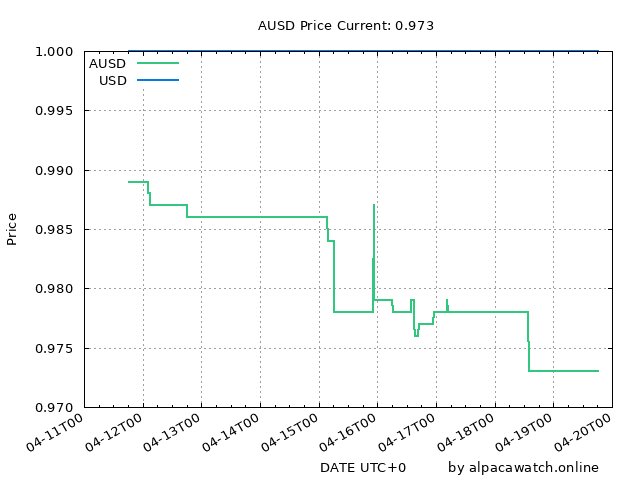 AUSD Price Current: 0.973
1.000
AUSD
USD
0.995
0.990
0.985
Price
0.980
0.975
0.970
04-11T00
04-12T00
04-13T00
04-14T00
04-15T00
04-16T00
04-17T00
04-18T00
04-19T00
04-20T00
DATE UTC+0 by alpacawatch.online